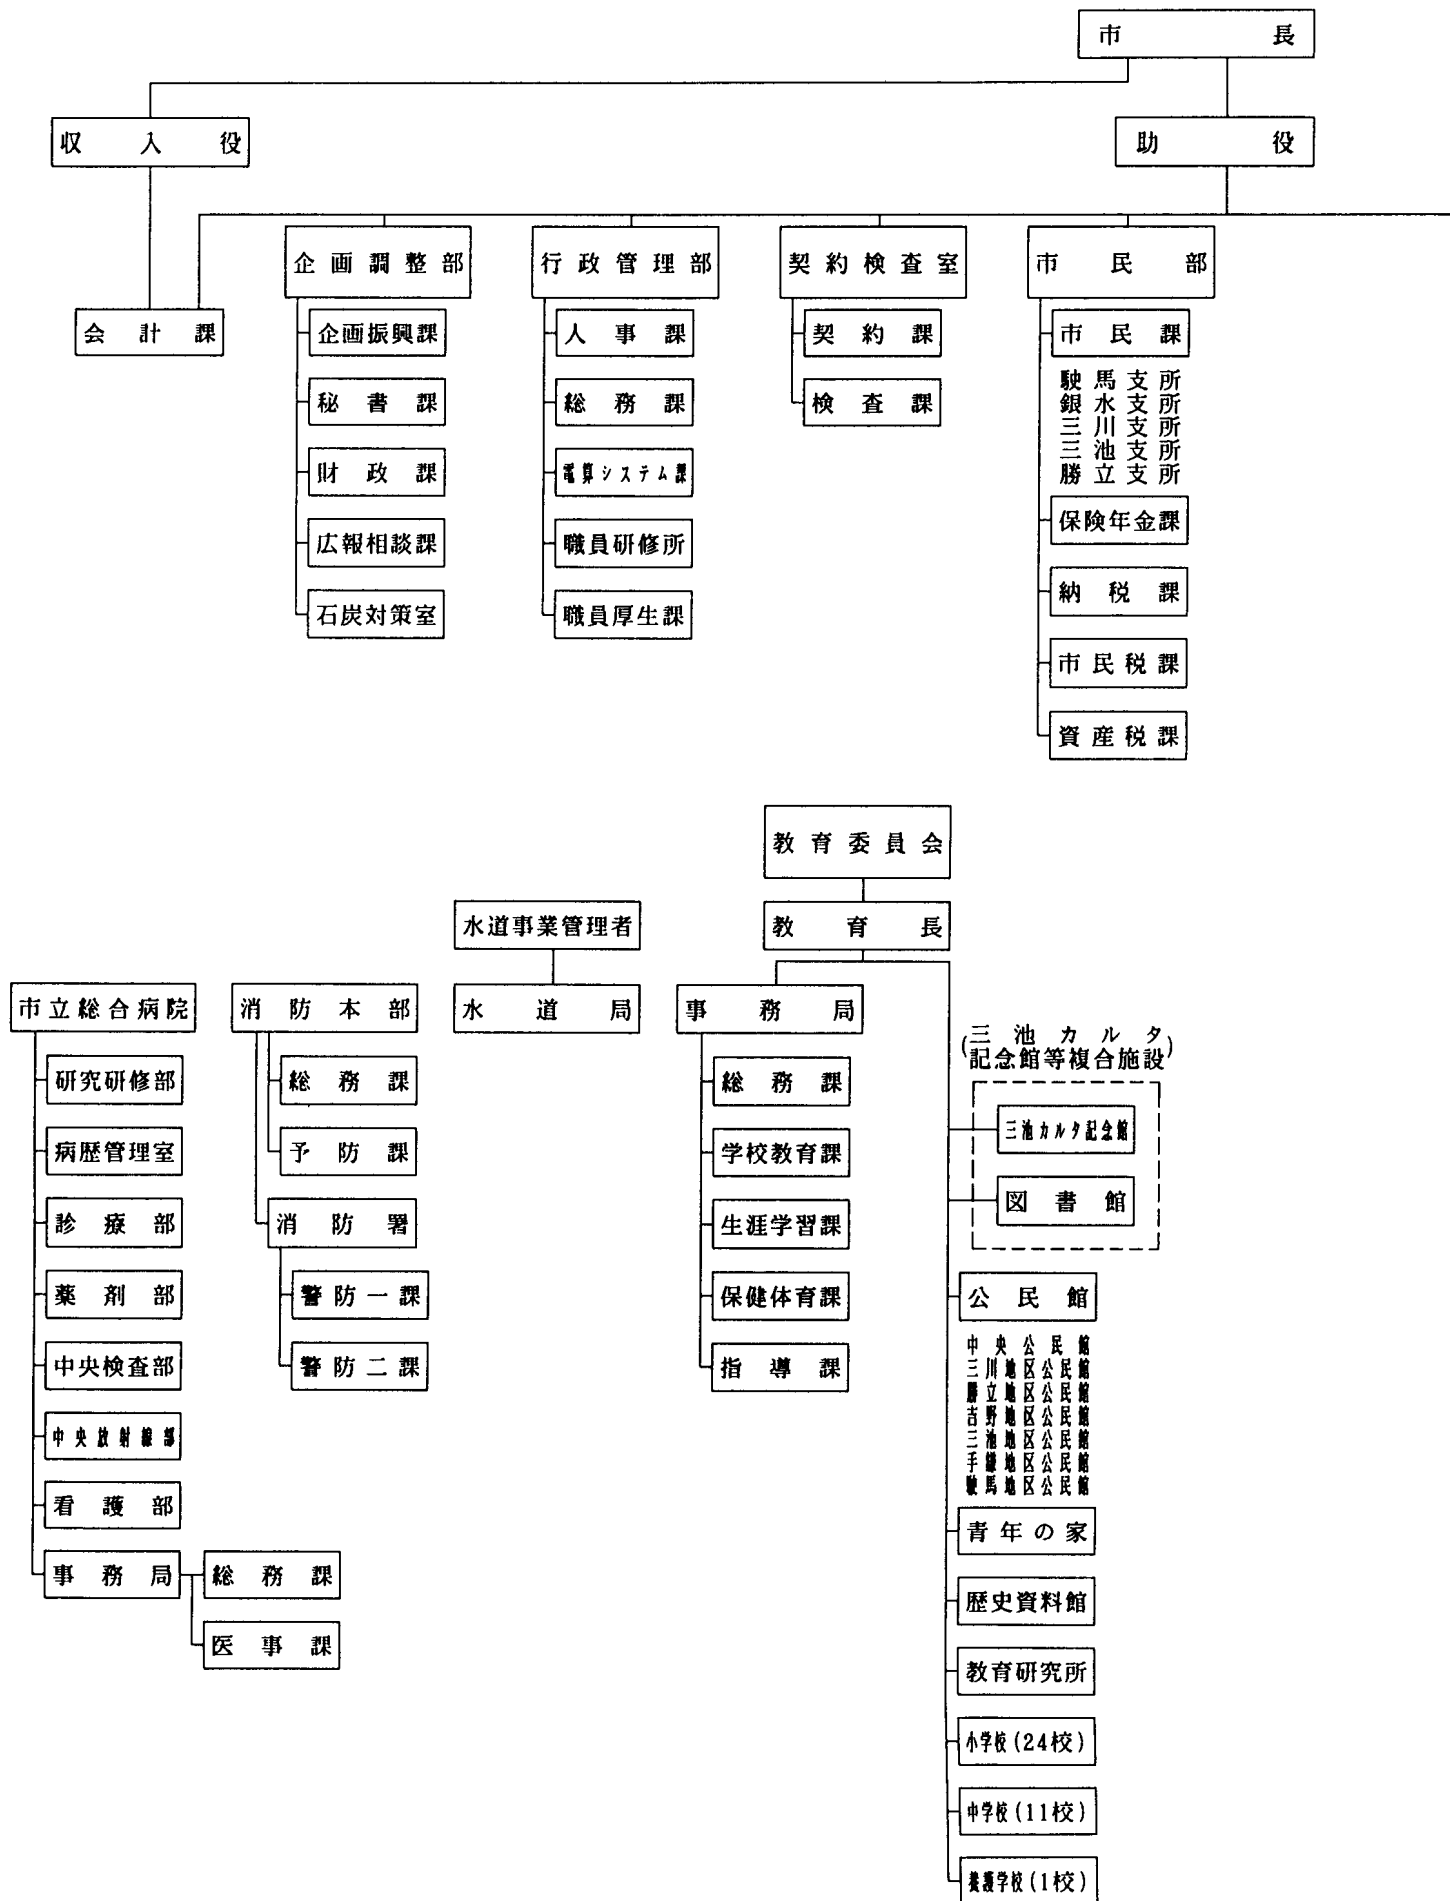 市長
収入役
助役
会計課
企画調整部
企画振興課
秘書課
財政課
広報相談課
石炭対策室
行政管理部
人事課
総務課
電算システム課
職員研修所
職員厚生課
契約検査室
契約課
検査課
市民部
市民課
駛馬支所
銀水支所
三川支所
三池支所
勝立支所
保険年金課
納税課
市民税課
資産税課
市立総合病院
研究研修部
病歴管理室
診療部
薬剤部
中央検査部
中央放射線部
看護部
事務局
総務課
医事課
消防本部
総務課
予防課
消防署
警防一課
警防二課
水道事業管理者
水道局
教育委員会
教育長
事務局
総務課
学校教育課
生涯学習課
保健体育課
指導課
(三池カルタ
記念館等複合施設)
三池カルタ記念館
図書館
公民館
中央公民館
三川地区公民館
勝立地区公民館
吉野地区公民館
三池地区公民館
手鎌地区公民館
駛馬地区公民館
青年の家
歴史資料館
教育研究所
小学校(24校)
中学校(11校)
養護学校(1校)